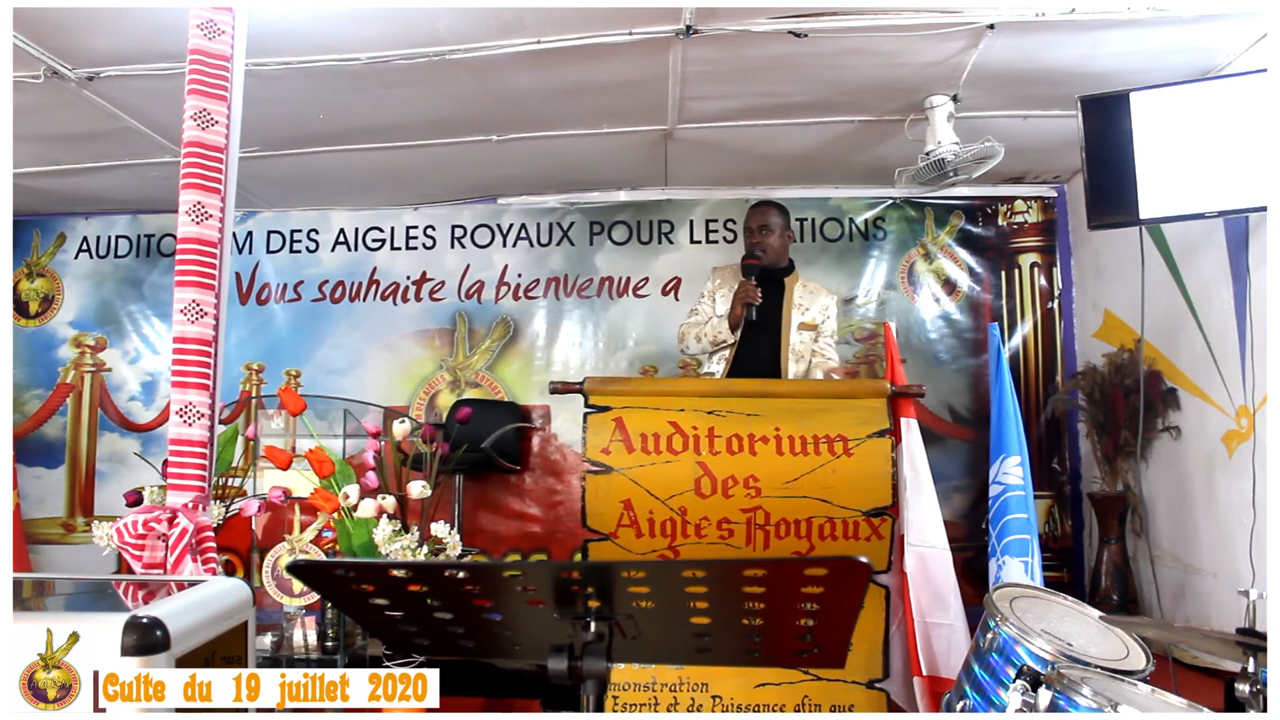 AUDITO M DES AIGLES ROYAUX POUR LES ATIONS
Vous souhaite la bienvenue a
Auditorium
des
Aigles Royaux
monstration
'Esprit et de Puissance afin que
Culte du 19 juillet 2020